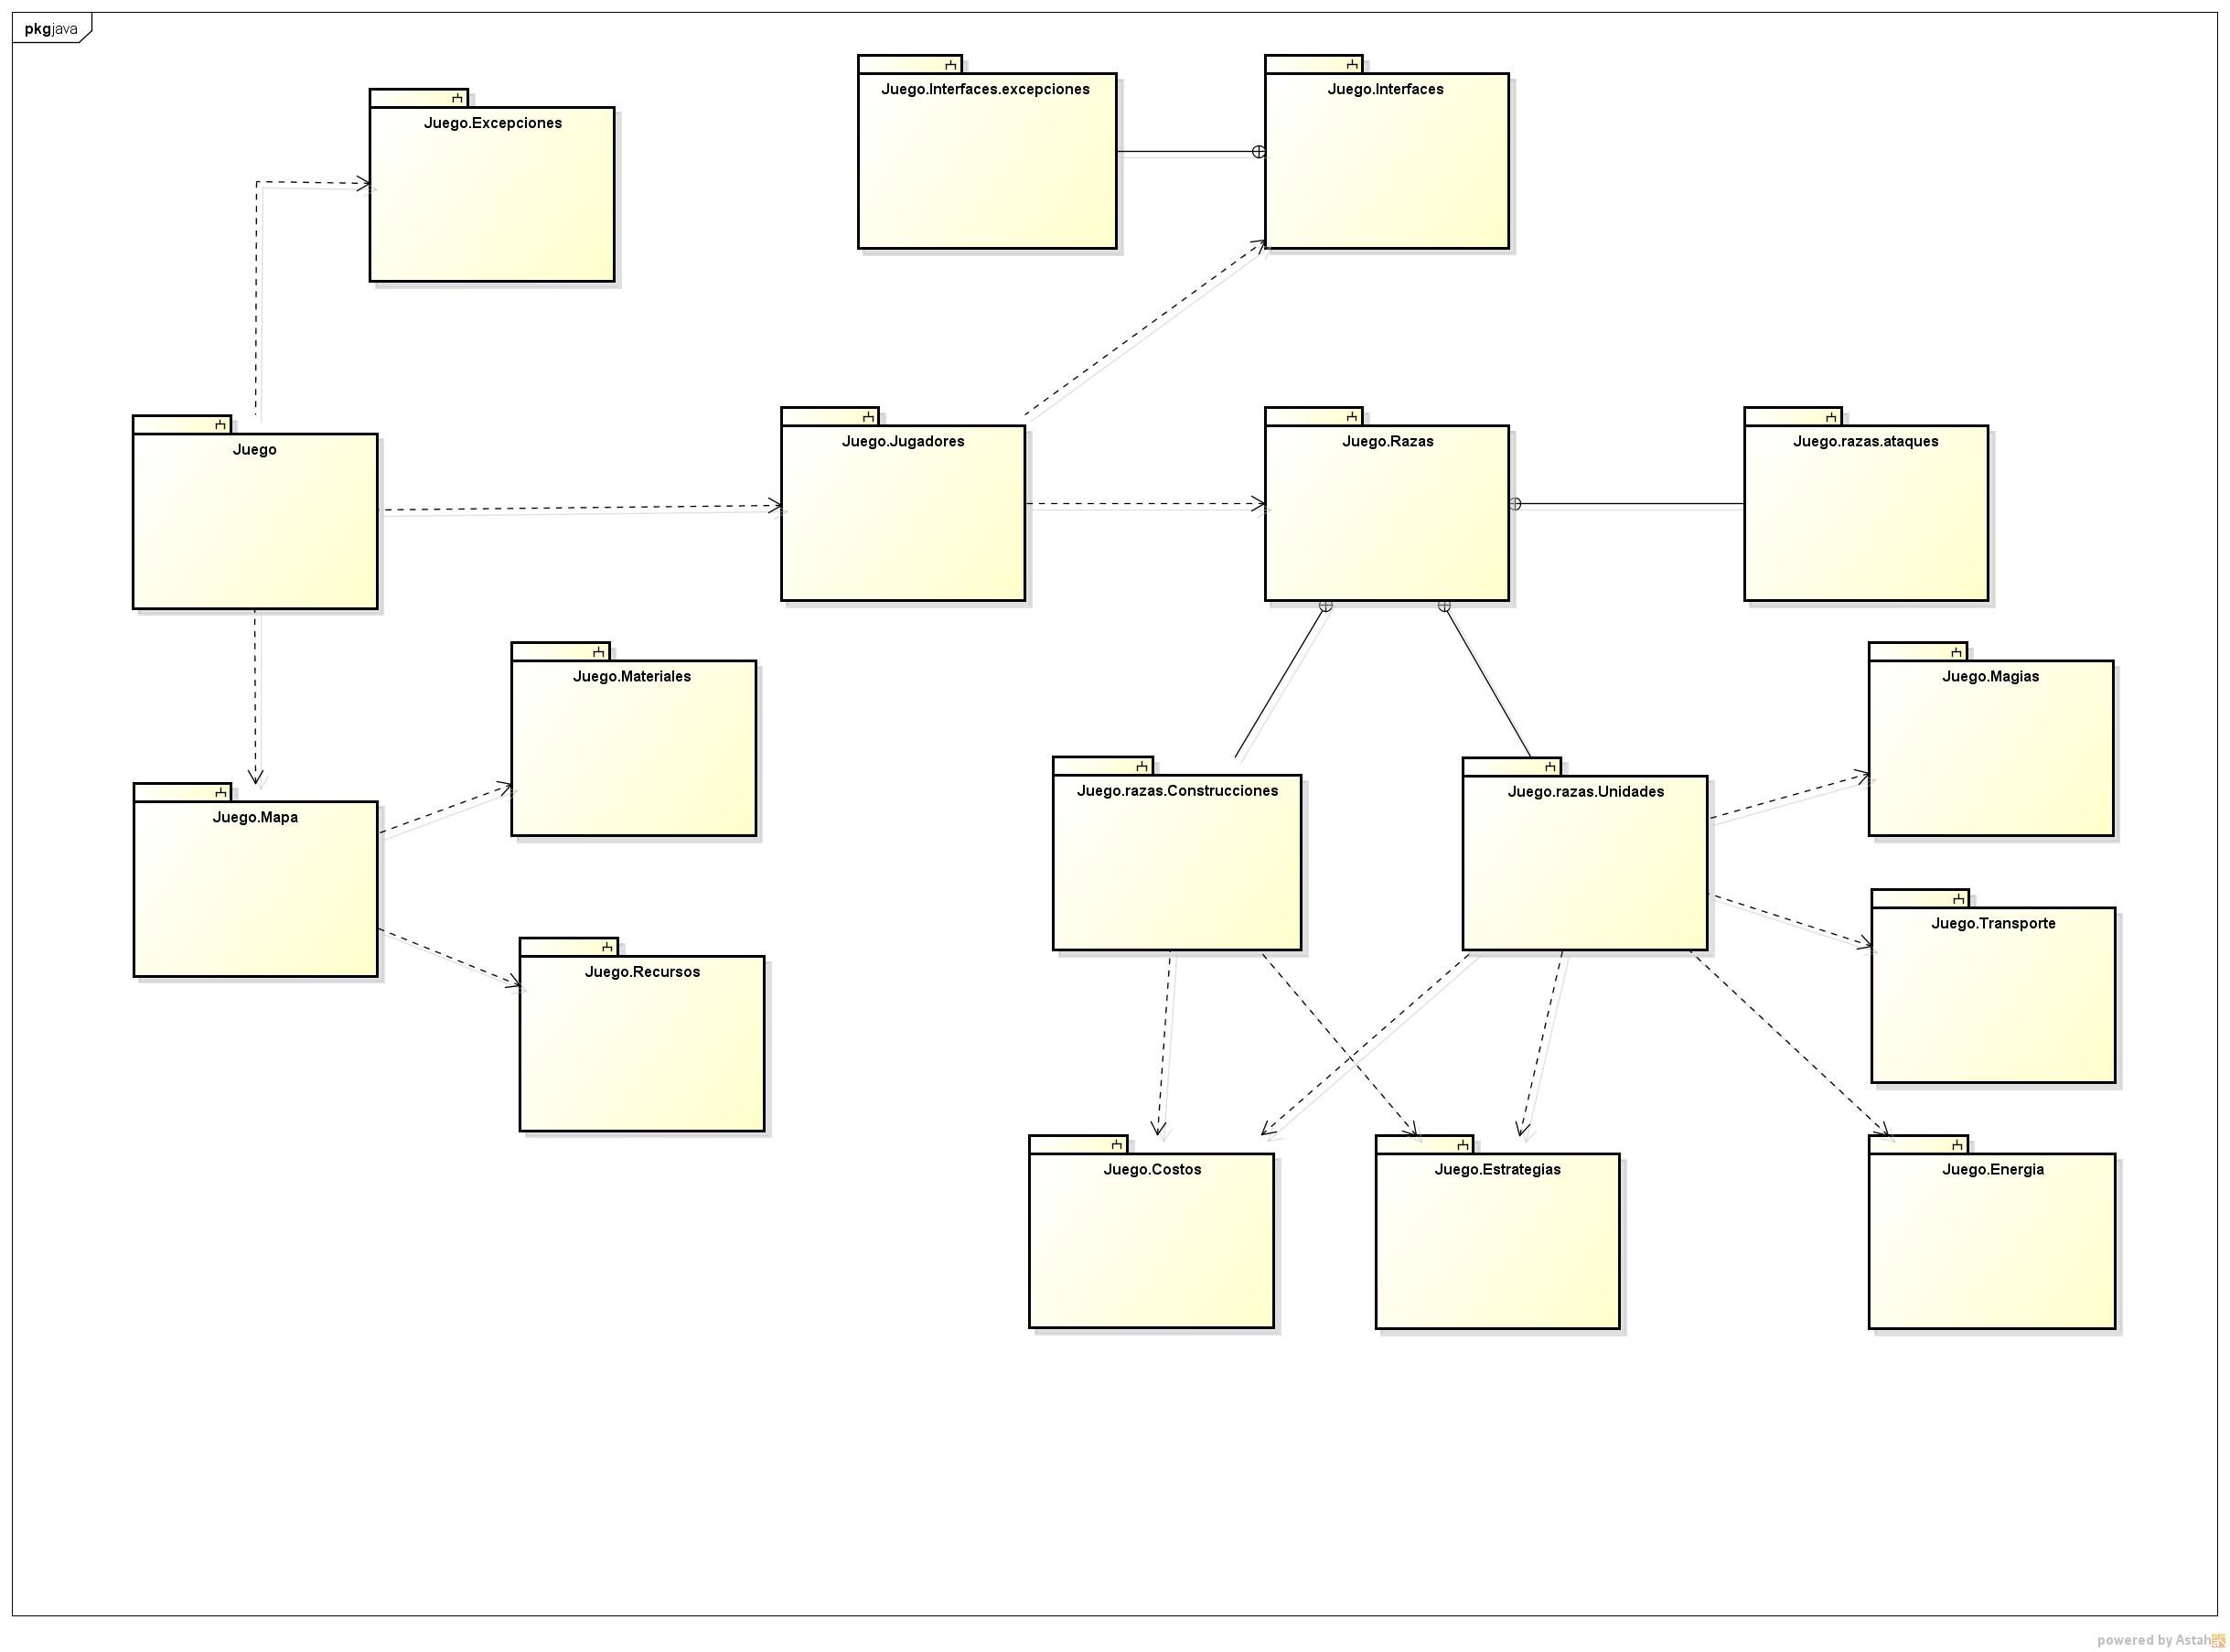 pkg java
Juego.Interfaces.excepciones
Juego.Interfaces
Juego.Excepciones
Juego
Juego.Jugadores
Juego.Razas
Juego.razas.ataques
Juego.Materiales
Juego.Magias
Juego.Mapa
Juego.razas.Construcciones
Juego.razas.Unidades
Juego.Transporte
Juego.Recursos
Juego.Costos
Juego.Estrategias
Juego.Energia
powered by Astah